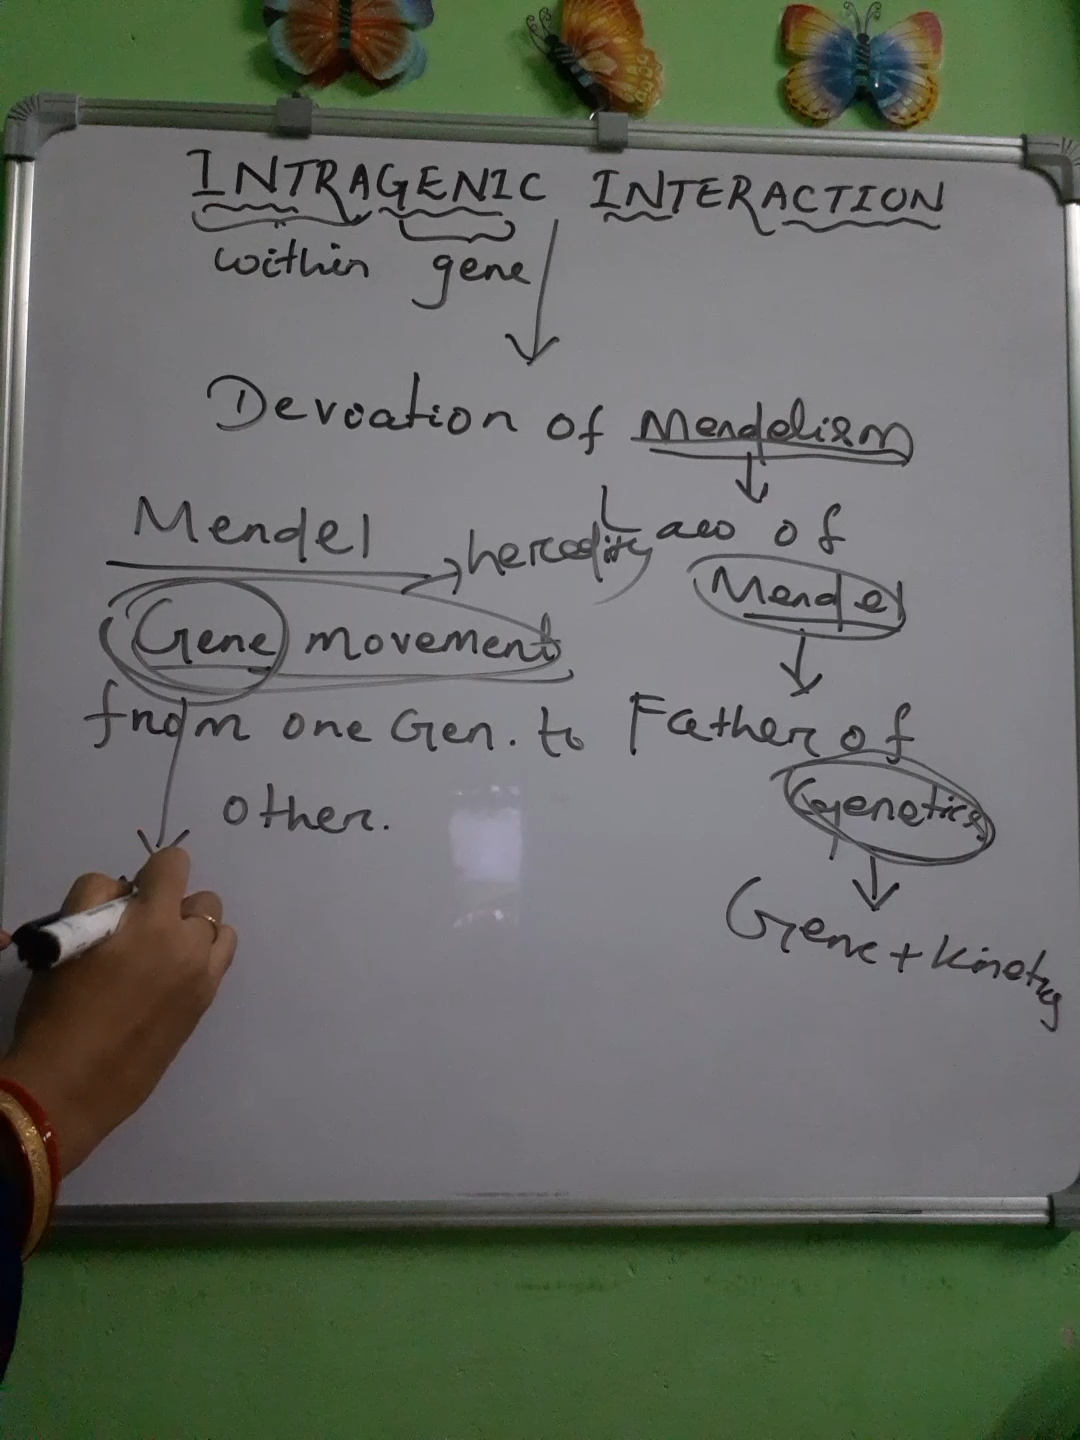 INTRAGENIC INTERACTION
within gene
Devoation of Mendelism
Law of
Mendel
Father of
Genetics
Gene + kinetics
Mendel
heredity
Gene movement
from one Gen. to
other.